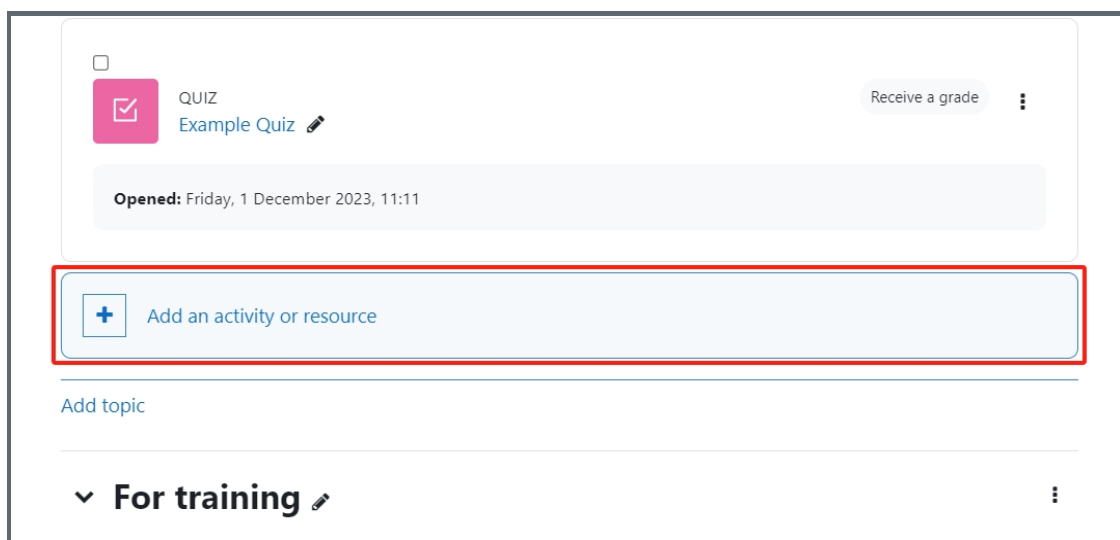 QUIZ
Receive a grade
Example Quiz
Opened: Friday, 1 December 2023, 11:11
Add an activity or resource
Add topic
For training